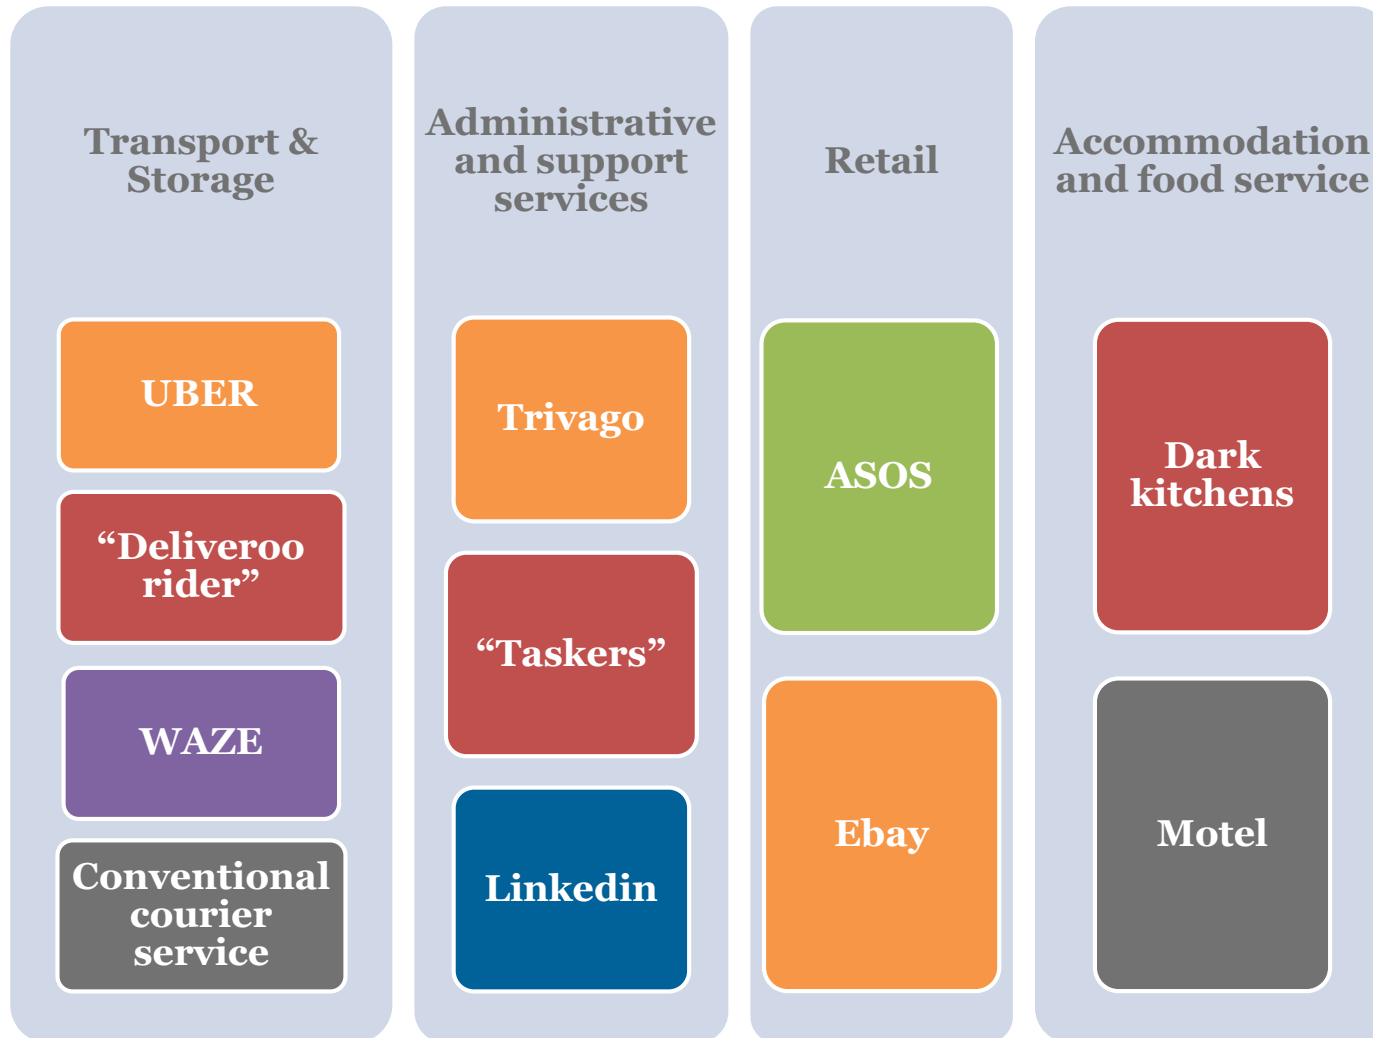 Transport &
Storage
UBER
“Deliveroo
rider”
WAZE
Conventional
courier
service
Administrative
and support
services
Trivago
“Taskers”
Linkedin
Retail
ASOS
Ebay
Accommodation
and food service
Dark
kitchens
Motel